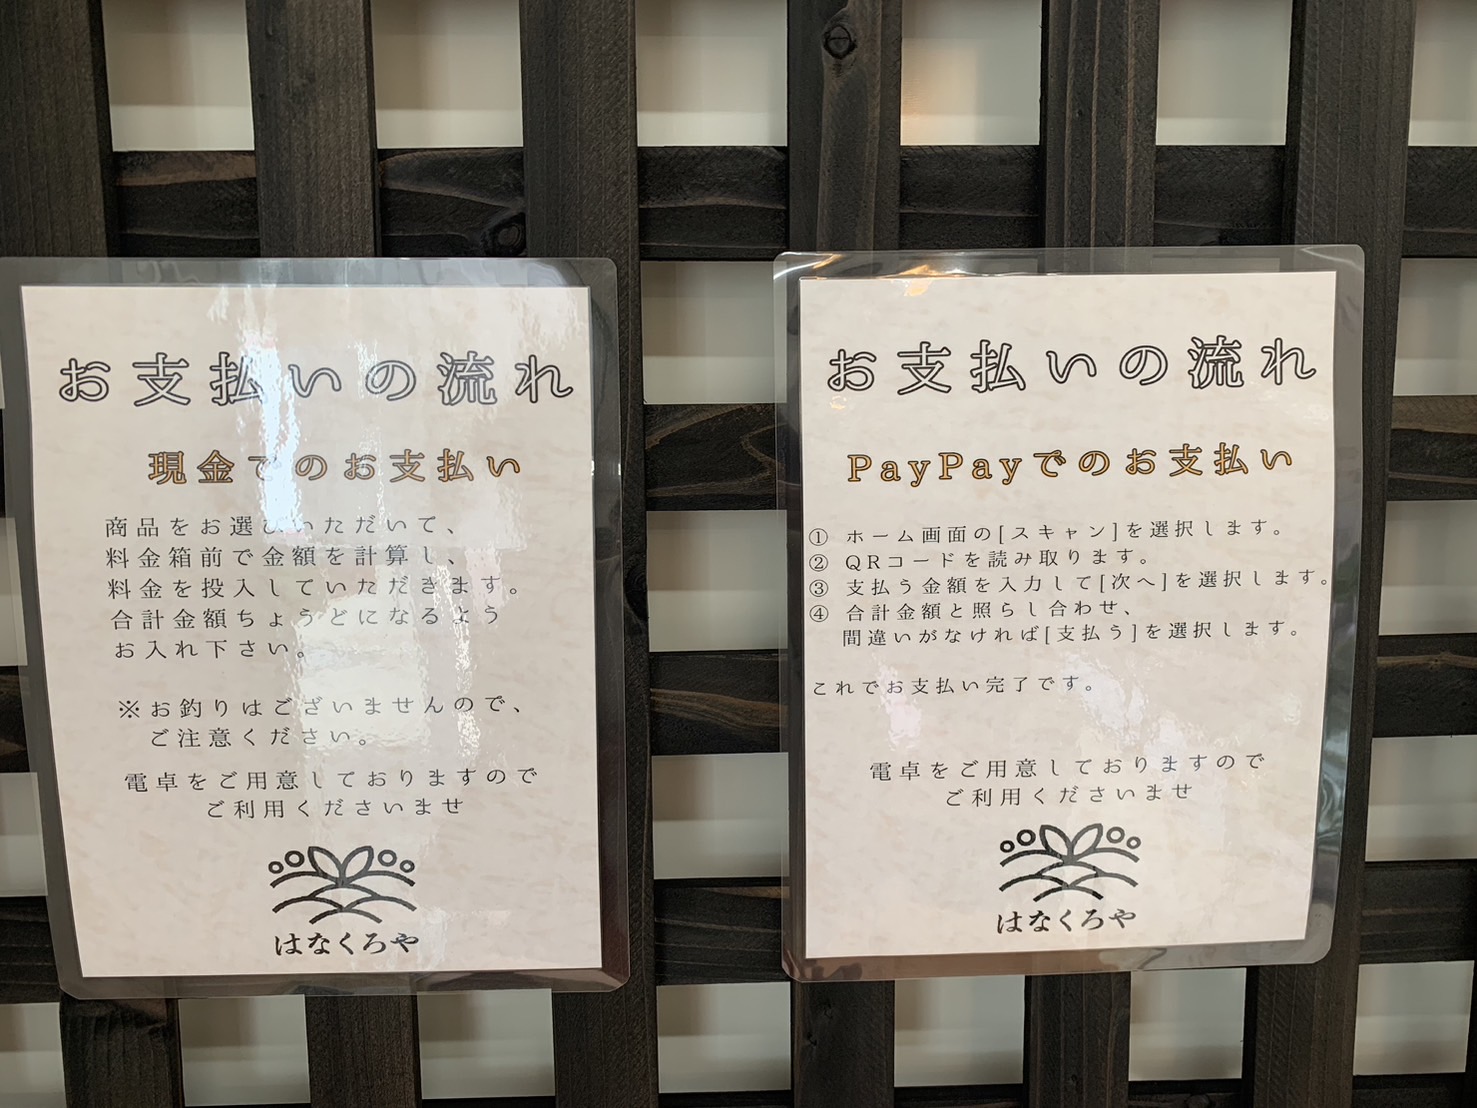 お支払いの流れ
現金でのお支払い
商品をお選びいただいて、
料金箱前で金額を計算し、
料金を投入していただきます。
合計金額ちょうどになるよう
お入れ下さい。
※お釣りはございませんので、
ご注意ください。
電卓をご用意しておりますので
ご利用くださいませ
はなくろや
お支払いの流れ
PayPayでのお支払い
① ホーム画面の[スキャン]を選択します。
② QRコードを読み取ります。
③ 支払う金額を入力して[次へ]を選択します。
④ 合計金額と照らし合わせ、
間違いがなければ[支払う]を選択します。
これでお支払い完了です。
電卓をご用意しておりますので
ご利用くださいませ
はなくろや